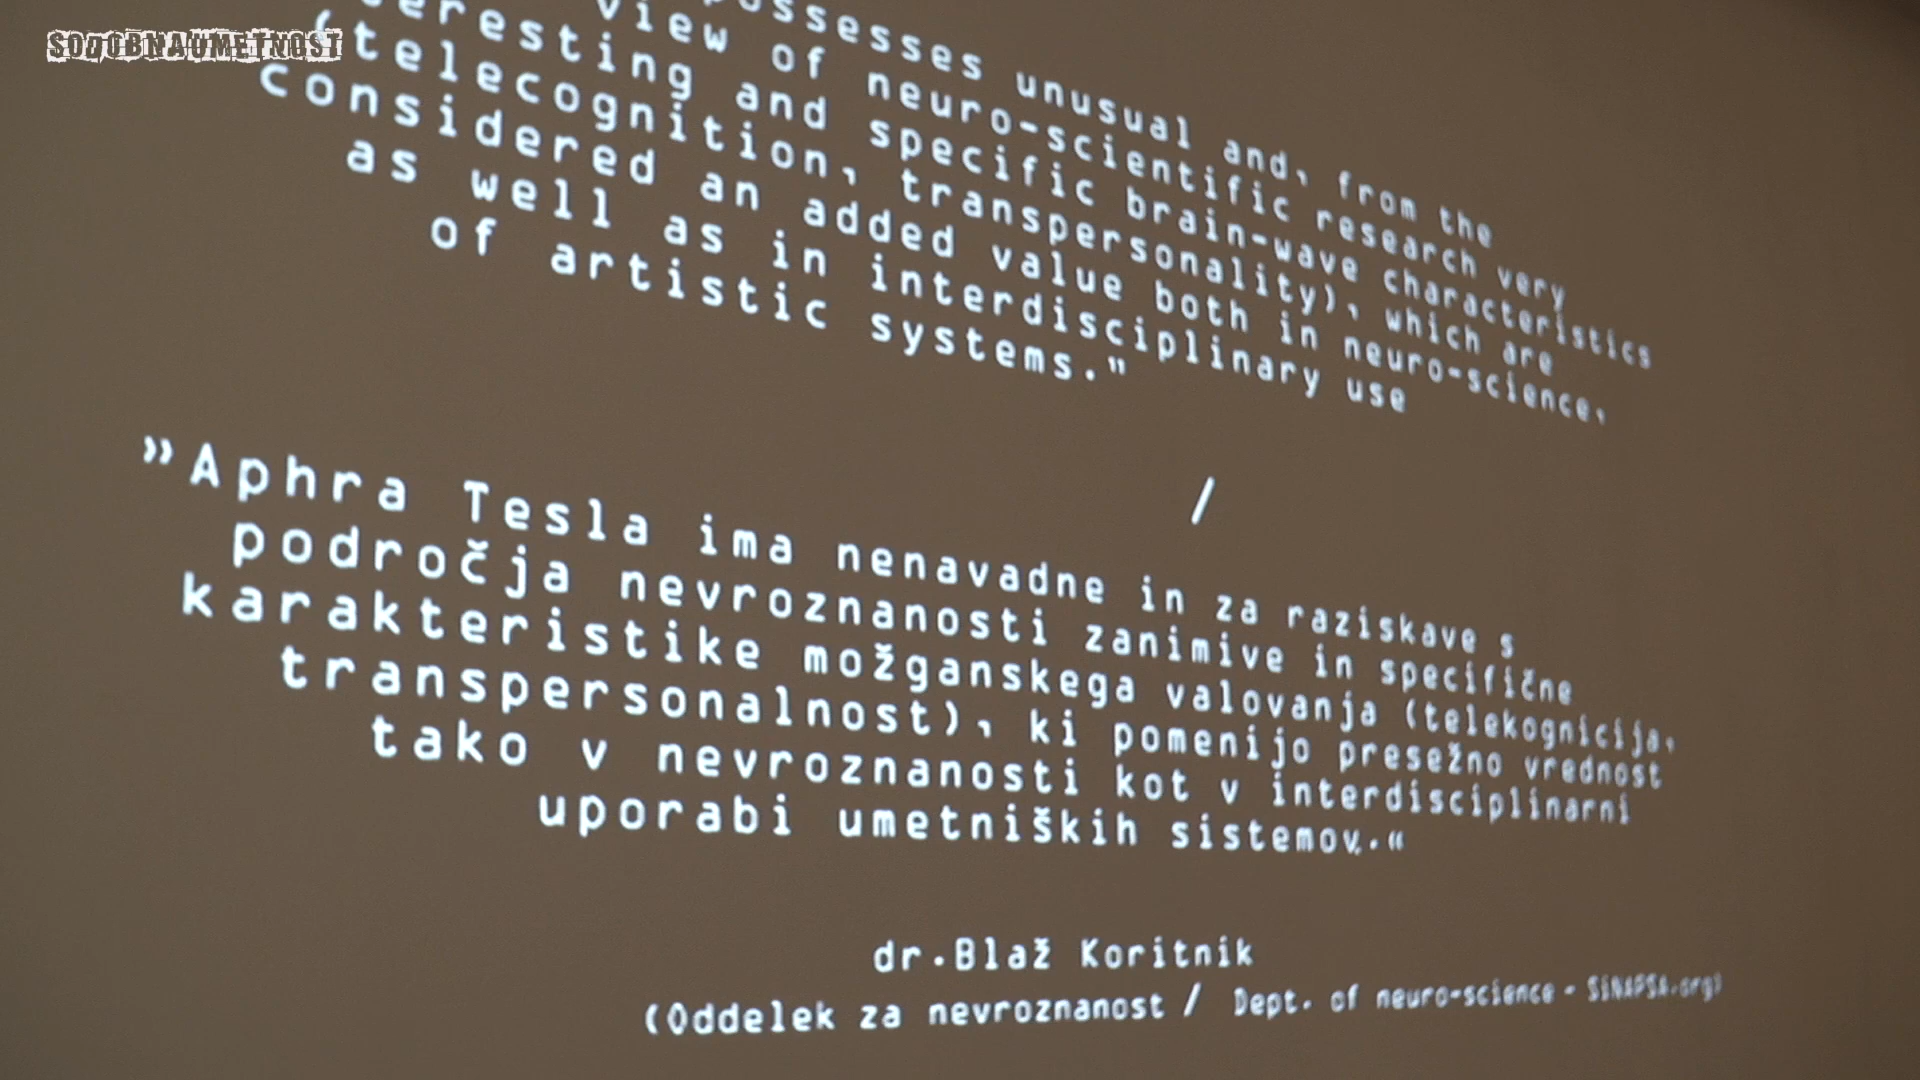 SODOBNAUMETNOST
possesses unusual and, from the
view of neuro-scientific research very
teresting and specific brain-wave characteristics
(telecognition, transpersonality), which are
considered an added value both in neuro-science,
as well as in interdisciplinary use
of artistic systems."
/
”Aphra Tesla ima nenavadne in za raziskave s
področja nevroznanosti zanimive in specifične
karakteristike možganskega valovanja (telekognicija,
transpersonalnost), ki pomenijo presežno vrednost
tako v nevroznanosti kot v interdisciplinarni
uporabi umetniških sistemov.“
dr.Blaž Koritnik
(Oddelek za nevroznanost / Dept. of neuro-science - SiNAPSA.org)